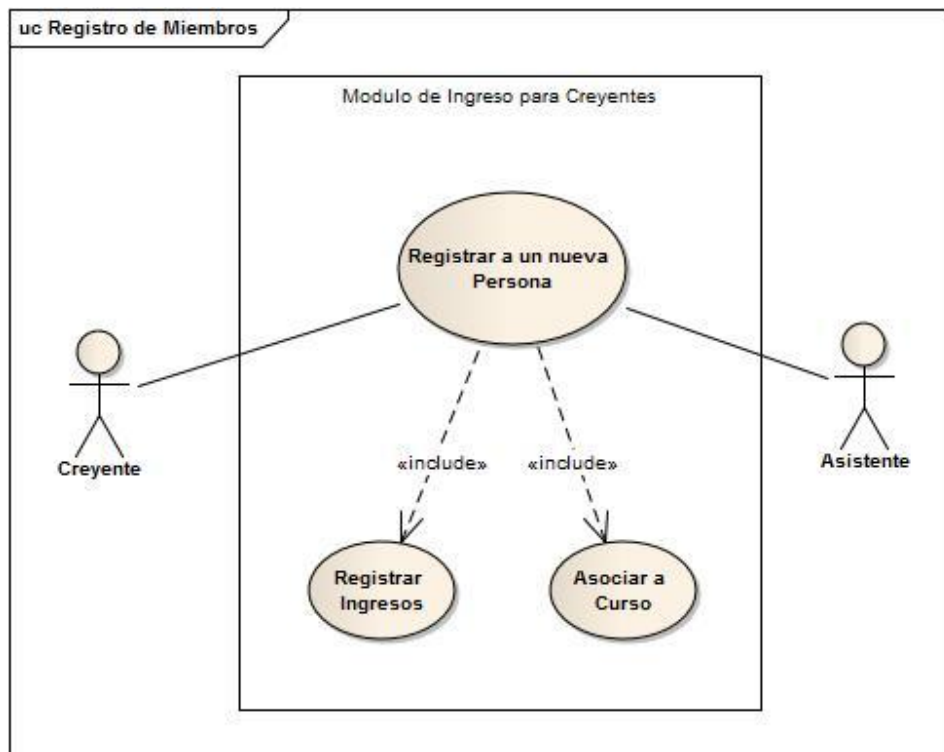 uc Registro de Miembros
Modulo de Ingreso para Creyentes
Registrar a un nueva
Persona
Creyente
Asistente
«include»
«include»
Registrar
Ingresos
Asociar a
Curso